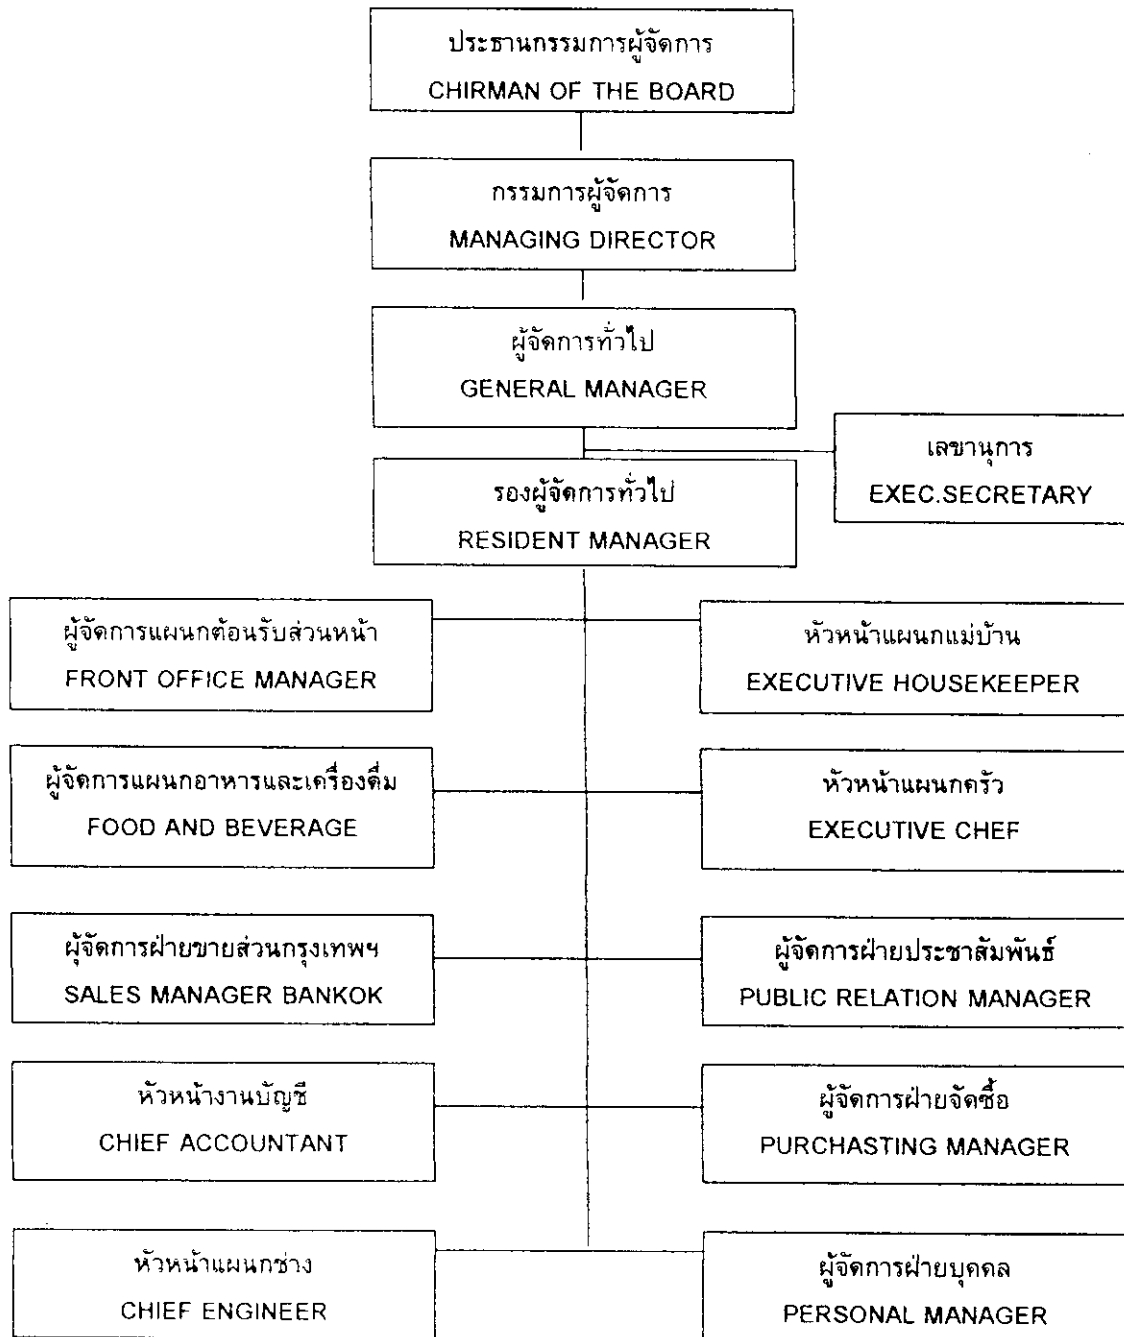 ประธานกรรมการผู้จัดการ
CHIRMAN OF THE BOARD
กรรมการผู้จัดการ
MANAGING DIRECTOR
ผู้จัดการทั่วไป
GENERAL MANAGER
เลขานุการ
EXEC.SECRETARY
รองผู้จัดการทั่วไป
RESIDENT MANAGER
ผู้จัดการแผนกต้อนรับส่วนหน้า
FRONT OFFICE MANAGER
หัวหน้าแผนกแม่บ้าน
EXECUTIVE HOUSEKEEPER
ผู้จัดการแผนกอาหารและเครื่องดื่ม
FOOD AND BEVERAGE
หัวหน้าแผนกครัว
EXECUTIVE CHEF
ผู้จัดการฝ่ายขายส่วนกรุงเทพฯ
SALES MANAGER BANKOK
ผู้จัดการฝ่ายประชาสัมพันธ์
PUBLIC RELATION MANAGER
หัวหน้างานบัญชี
CHIEF ACCOUNTANT
ผู้จัดการฝ่ายจัดซื้อ
PURCHASTING MANAGER
หัวหน้าแผนกช่าง
CHIEF ENGINEER
ผู้จัดการฝ่ายบุคคล
PERSONAL MANAGER